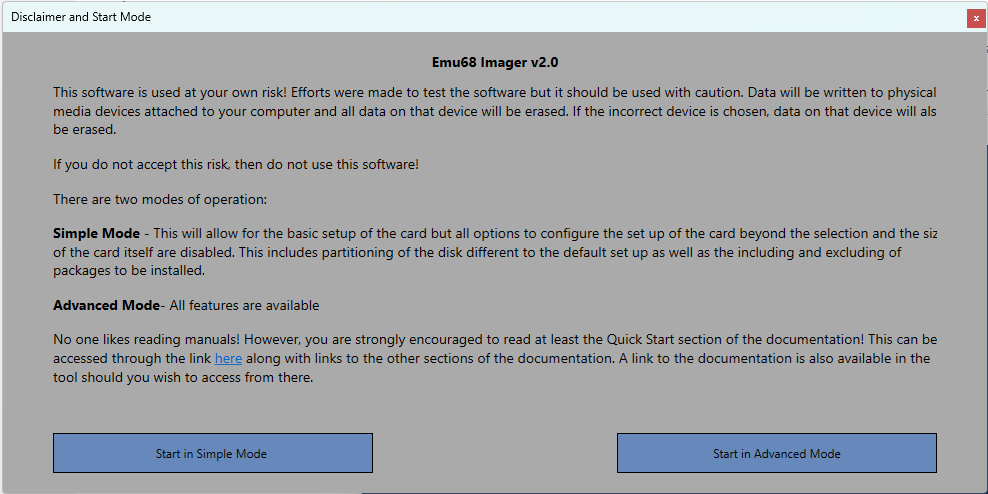 Disclaimer and Start Mode
x
Emu68 Imager v2.0
This software is used at your own risk! Efforts were made to test the software but it should be used with caution. Data will be written to physical
media devices attached to your computer and all data on that device will be erased. If the incorrect device is chosen, data on that device will als
be erased.
If you do not accept this risk, then do not use this software!
There are two modes of operation:
Simple Mode - This will allow for the basic setup of the card but all options to configure the set up of the card beyond the selection and the siz
of the card itself are disabled. This includes partitioning of the disk different to the default set up as well as the including and excluding of
packages to be installed.
Advanced Mode- All features are available
No one likes reading manuals! However, you are strongly encouraged to read at least the Quick Start section of the documentation! This can be
accessed through the link here along with links to the other sections of the documentation. A link to the documentation is also available in the
tool should you wish to access from there.
Start in Simple Mode
Start in Advanced Mode